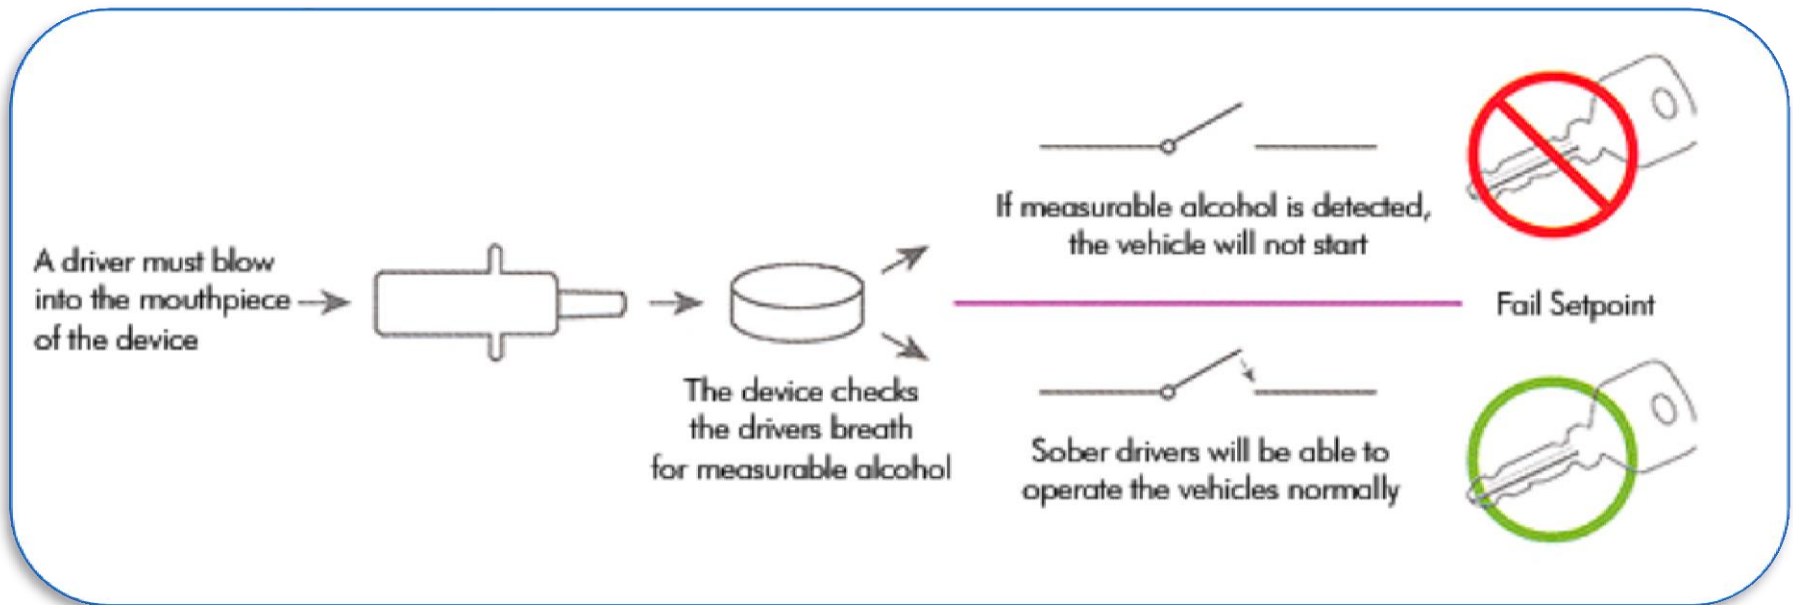 A driver must blow
into the mouthpiece
of the device
The device checks
the drivers breath
for measurable alcohol
If measurable alcohol is detected,
the vehicle will not start
Fail Setpoint
Sober drivers will be able to
operate the vehicles normally